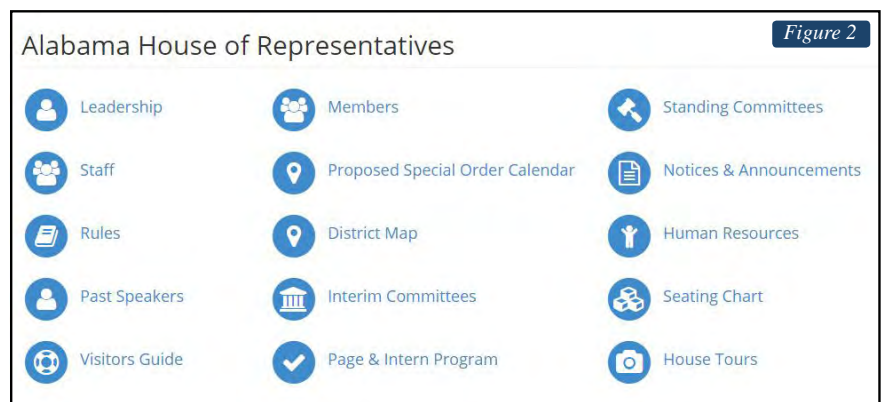 Alabama House of Representatives
Figure 2
Leadership
Members
Standing Committees
Staff
Proposed Special Order Calendar
Notices & Announcements
Rules
District Map
Human Resources
Past Speakers
Interim Committees
Seating Chart
Visitors Guide
Page & Intern Program
House Tours